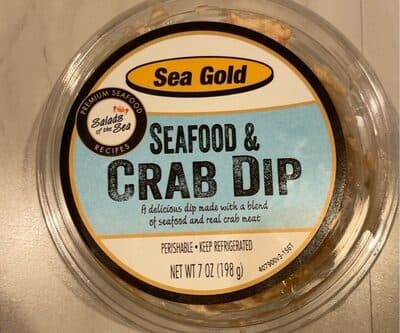 Sea Gold
PREMIUM SEAFOOD
Salads
of the Sea
RECIPES
SEAFOOD &
CRAB DIP
A delicious dip made with a blend
of seafood and real crab meat
PERISHABLE • KEEP REFRIGERATED
NET WT 7 OZ (198 g)